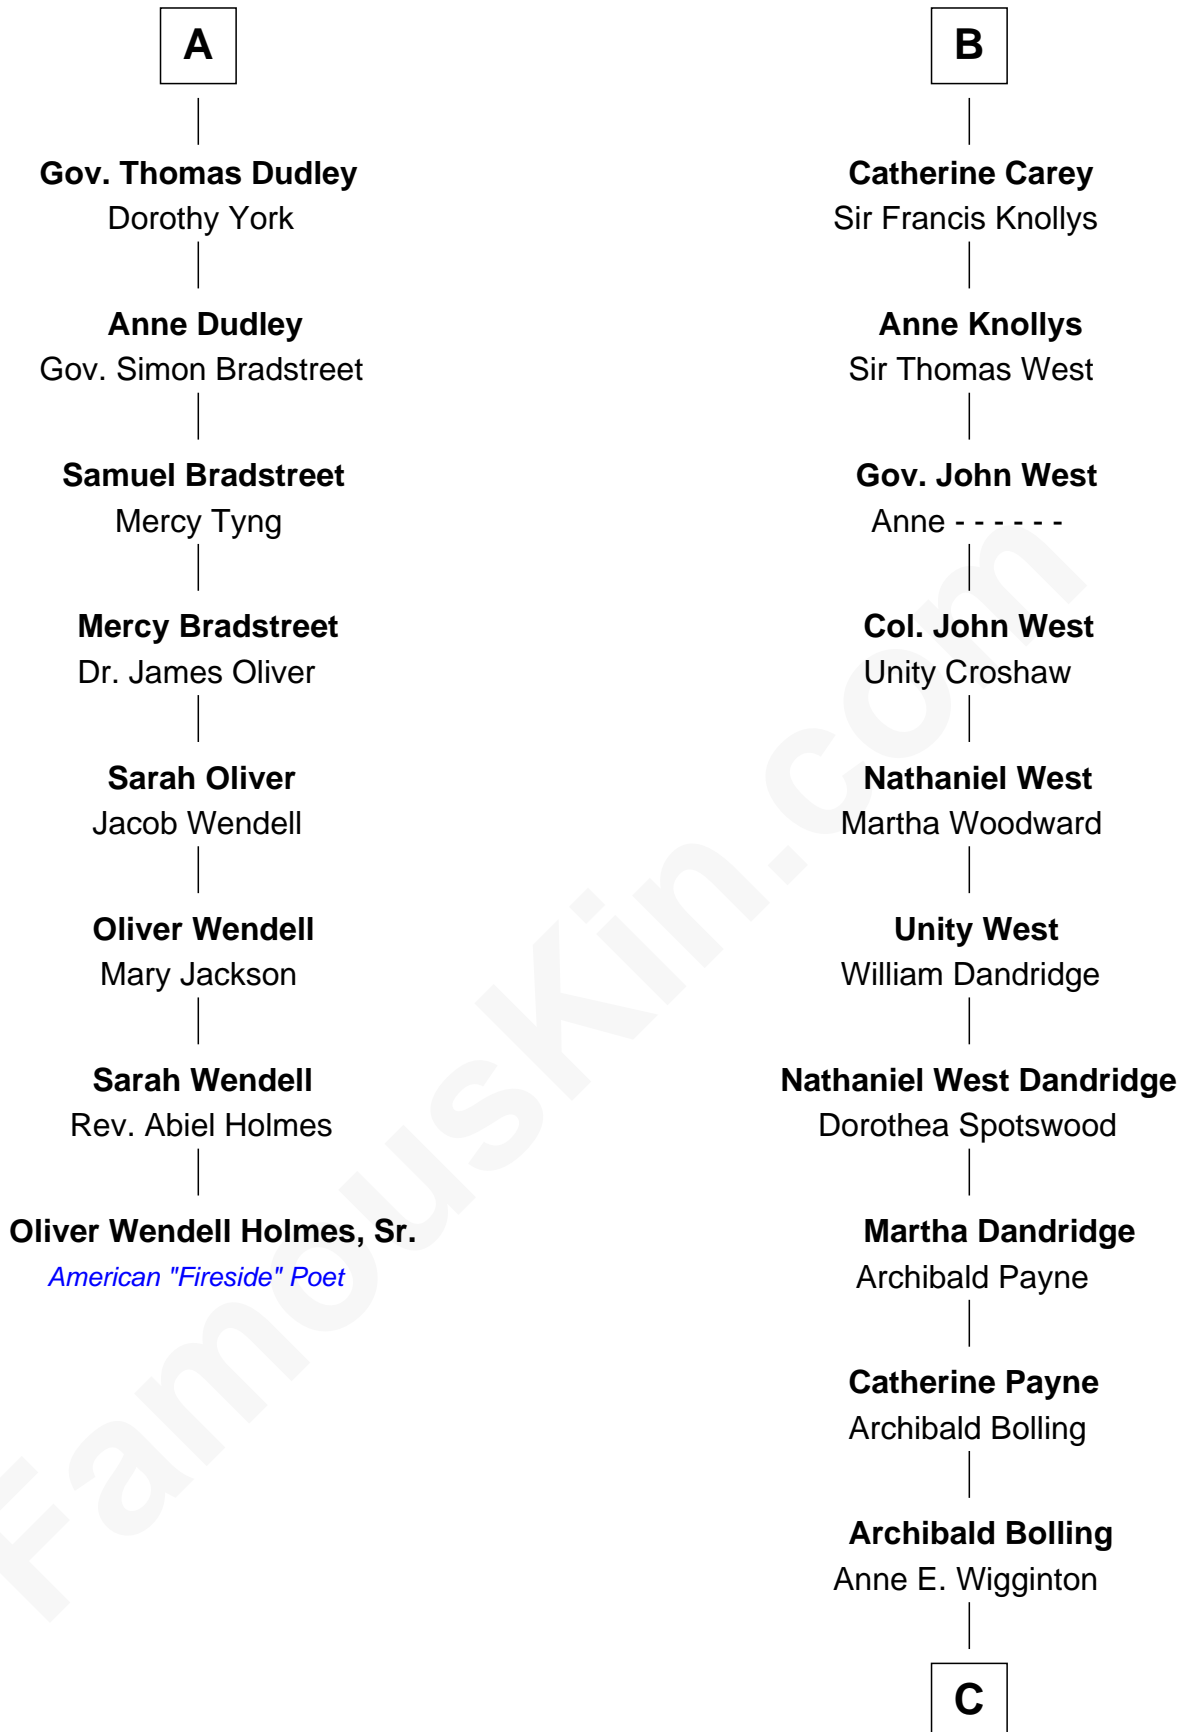 A
Gov. Thomas Dudley
Dorothy York
Anne Dudley
Gov. Simon Bradstreet
Samuel Bradstreet
Mercy Tyng
Mercy Bradstreet
Dr. James Oliver
Sarah Oliver
Jacob Wendell
Oliver Wendell
Mary Jackson
Sarah Wendell
Rev. Abiel Holmes
Oliver Wendell Holmes, Sr.
American "Fireside" Poet
B
Catherine Carey
Sir Francis Knollys
Anne Knollys
Sir Thomas West
Gov. John West
Anne - - - - - -
Col. John West
Unity Croshaw
Nathaniel West
Martha Woodward
Unity West
William Dandridge
Nathaniel West Dandridge
Dorothea Spotswood
Martha Dandridge
Archibald Payne
Catherine Payne
Archibald Bolling
Archibald Bolling
Anne E. Wigginton
C
FamousKin.com